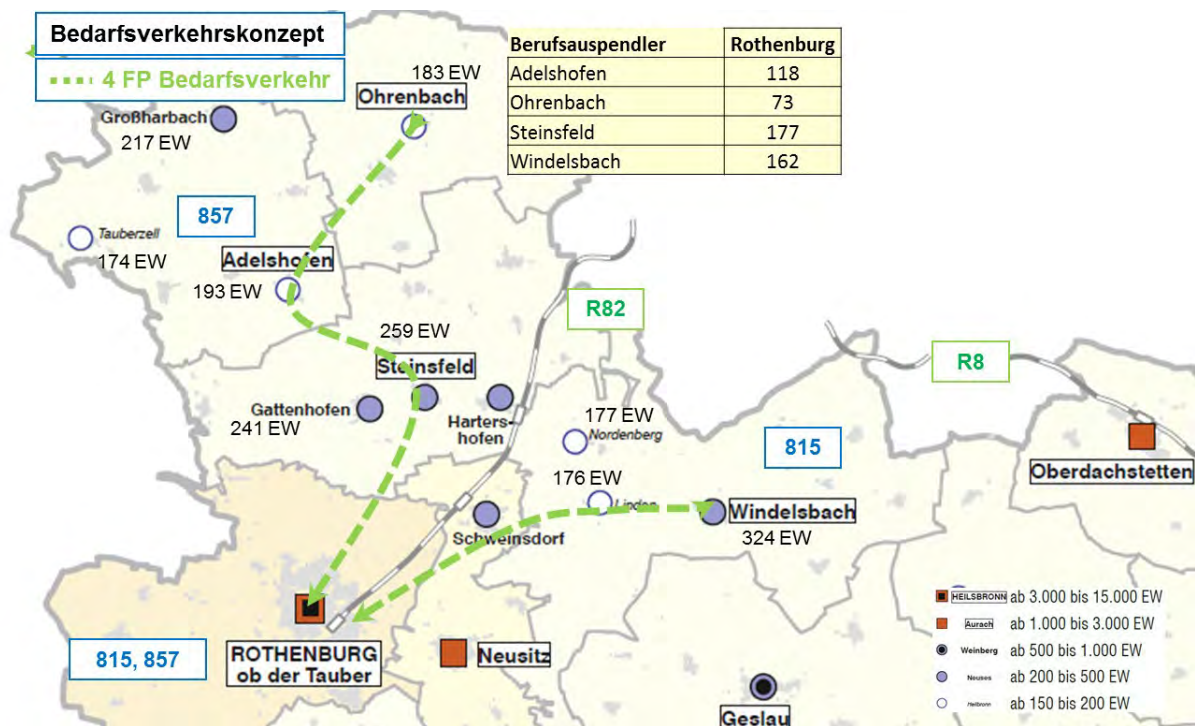 Bedarfsverkehrskonzept
4 FP Bedarfsverkehr
Berufsauspendler Rothenburg
Adelshofen 118
Ohrenbach 73
Steinsfeld 177
Windelsbach 162
183 EW
Ohrenbach
Großharbach
217 EW
857
Tauberzell
174 EW
Adelshofen
193 EW
R82
259 EW
Steinsfeld
R8
Gattenhofen
241 EW
Harters-
hofen
177 EW
Nordenberg
815
Oberdachstetten
176 EW
Linden
Windelsbach
324 EW
Schweinsdorf
ROTHENBURG
ob der Tauber
815, 857
Neusitz
Geslau
HEILSBRONN ab 3.000 bis 15.000 EW
Aurach ab 1.000 bis 3.000 EW
Weinberg ab 500 bis 1.000 EW
Neuses ab 200 bis 500 EW
Heilbronn ab 150 bis 200 EW